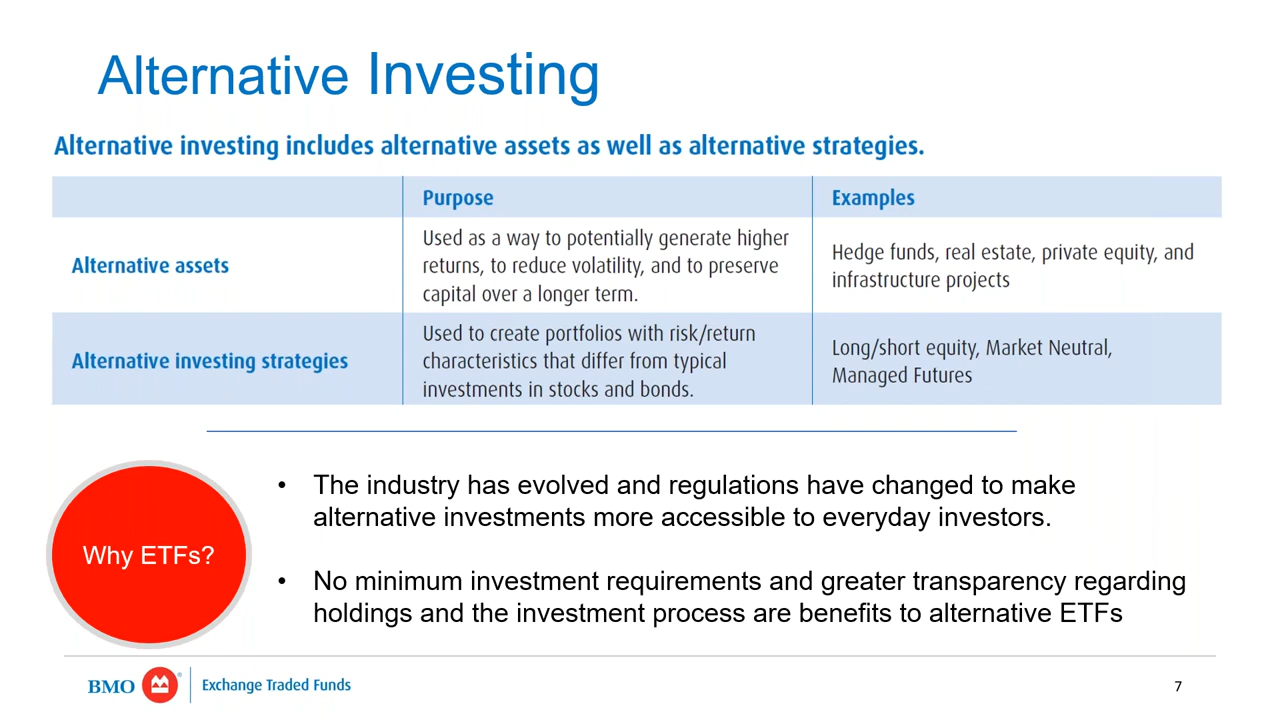 Alternative Investing
Alternative investing includes alternative assets as well as alternative strategies.
Purpose
Examples
Alternative assets
Used as a way to potentially generate higher
returns, to reduce volatility, and to preserve
capital over a longer term.
Hedge funds, real estate, private equity, and
infrastructure projects
Alternative investing strategies
Used to create portfolios with risk/return
characteristics that differ from typical
investments in stocks and bonds.
Long/short equity, Market Neutral,
Managed Futures
Why ETFs?
• The industry has evolved and regulations have changed to make
alternative investments more accessible to everyday investors.
• No minimum investment requirements and greater transparency regarding
holdings and the investment process are benefits to alternative ETFs
BMO ® Exchange Traded Funds
7